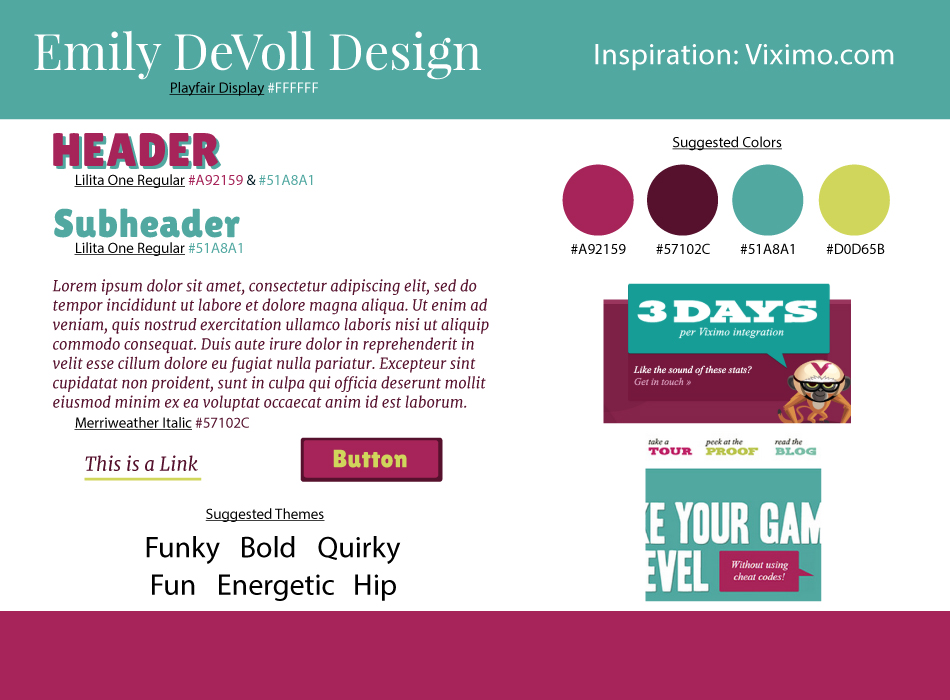 Emily DeVoll Design
Playfair Display #FFFFFF
Inspiration: Viximo.com
HEADER
Lilita One Regular #A92159 & #51A8A1
Subheader
Lilita One Regular #51A8A1
Lorem ipsum dolor sit amet, consectetur adipiscing elit, sed do
tempor incididunt ut labore et dolore magna aliqua. Ut enim ad
veniam, quis nostrud exercitation ullamco laboris nisi ut aliquip
commodo consequat. Duis aute irure dolor in reprehenderit in
velit esse cillum dolore eu fugiat nulla pariatur. Excepteur sint
cupidatat non proident, sunt in culpa qui officia deserunt mollit
eiusmod minim ex ea voluptat occaecat anim id est laborum.
Merriweather Italic #57102C
This is a Link
Button
Suggested Themes
Funky Bold Quirky
Fun Energetic Hip
Suggested Colors
#A92159 #57102C #51A8A1 #D0D65B
3 DAYS
per Viximo integration
Like the sound of these stats?
Get in touch »
V
take a peek at the read the
TOUR PROOF BLOG
KE YOUR GAM
EVEL
Without using
cheat codes!